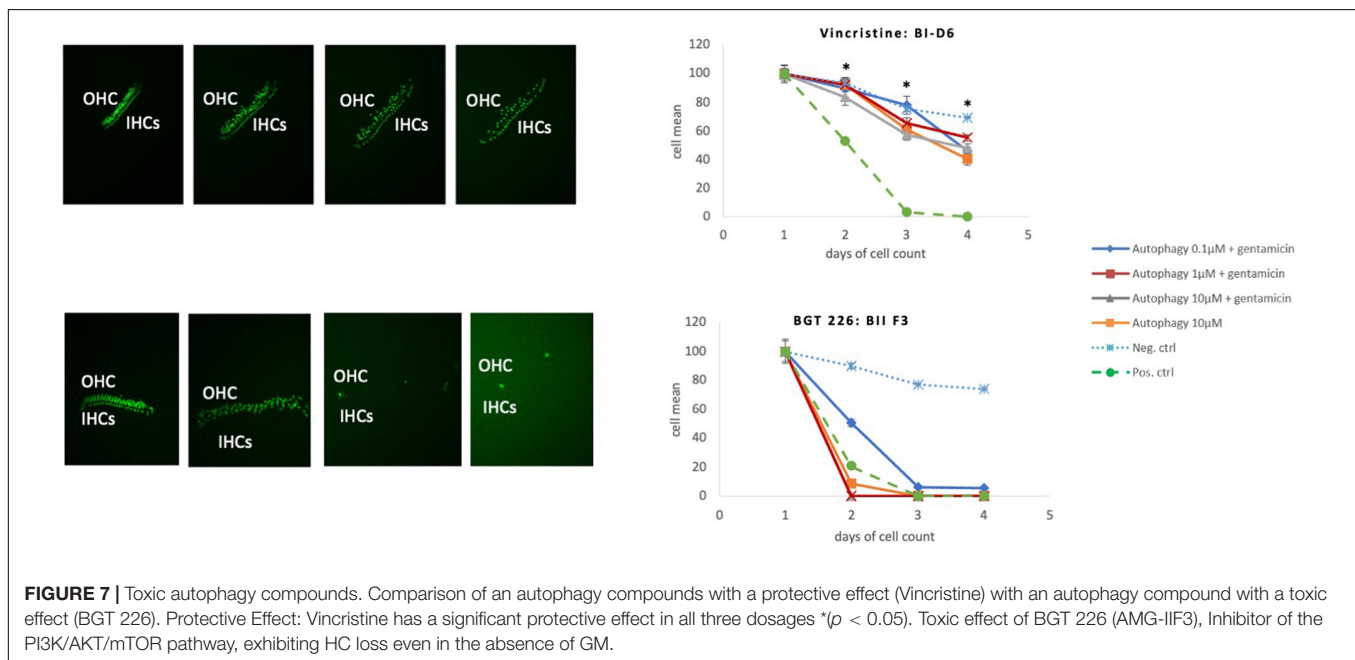 OHC
IHCs
OHC
IHCs
OHC
IHCs
OHC
IHCs
Vincristine: BI-D6
120
100
80
60
40
20
0
cell mean
* * *
0 1 2 3 4 5
days of cell count
OHC
IHCs
OHC
IHCs
OHC
IHCs
OHC
IHCs
BGT 226: BII F3
120
100
80
60
40
20
0
cell mean
0 1 2 3 4 5
days of cell count
Autophagy 0.1µM + gentamicin
Autophagy 1µM + gentamicin
Autophagy 10µM + gentamicin
Autophagy 10µM
Neg. ctrl
Pos. ctrl
FIGURE 7 | Toxic autophagy compounds. Comparison of an autophagy compounds with a protective effect (Vincristine) with an autophagy compound with a toxic
effect (BGT 226). Protective Effect: Vincristine has a significant protective effect in all three dosages *(p < 0.05). Toxic effect of BGT 226 (AMG-IIF3), Inhibitor of the
PI3K/AKT/mTOR pathway, exhibiting HC loss even in the absence of GM.